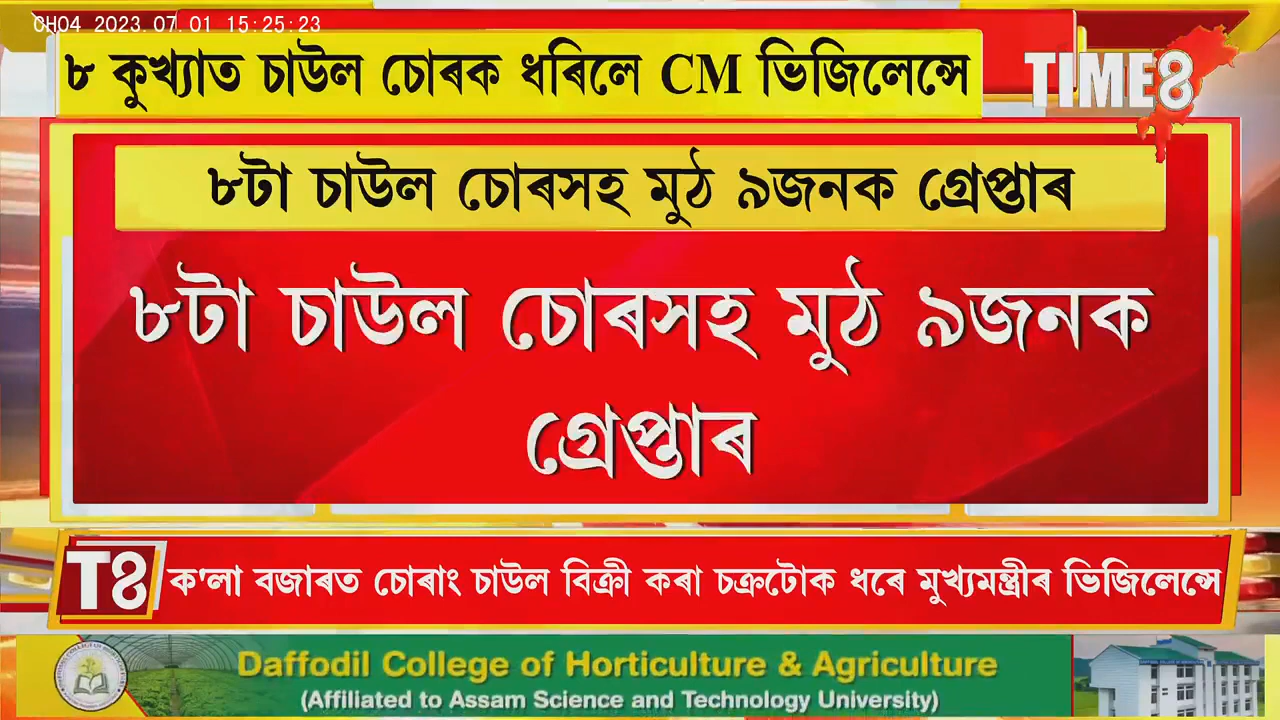 CH04 2023.07.01 15:25:23
৮ কুখ্যাত চাউল চোৰক ধৰিলে CM ভিজিলেন্সে
TIME8
৮টা চাউল চোৰসহ মুঠ ৯জনক গ্ৰেপ্তাৰ
৮টা চাউল চোৰসহ মুঠ ৯জনক
গ্ৰেপ্তাৰ
T8
ক'লা বজাৰত চোৰাং চাউল বিক্ৰী কৰা চক্ৰটোক ধৰে মুখ্যমন্ত্ৰীৰ ভিজিলেন্সে
Daffodil College of Horticulture & Agriculture
(Affiliated to Assam Science and Technology University)